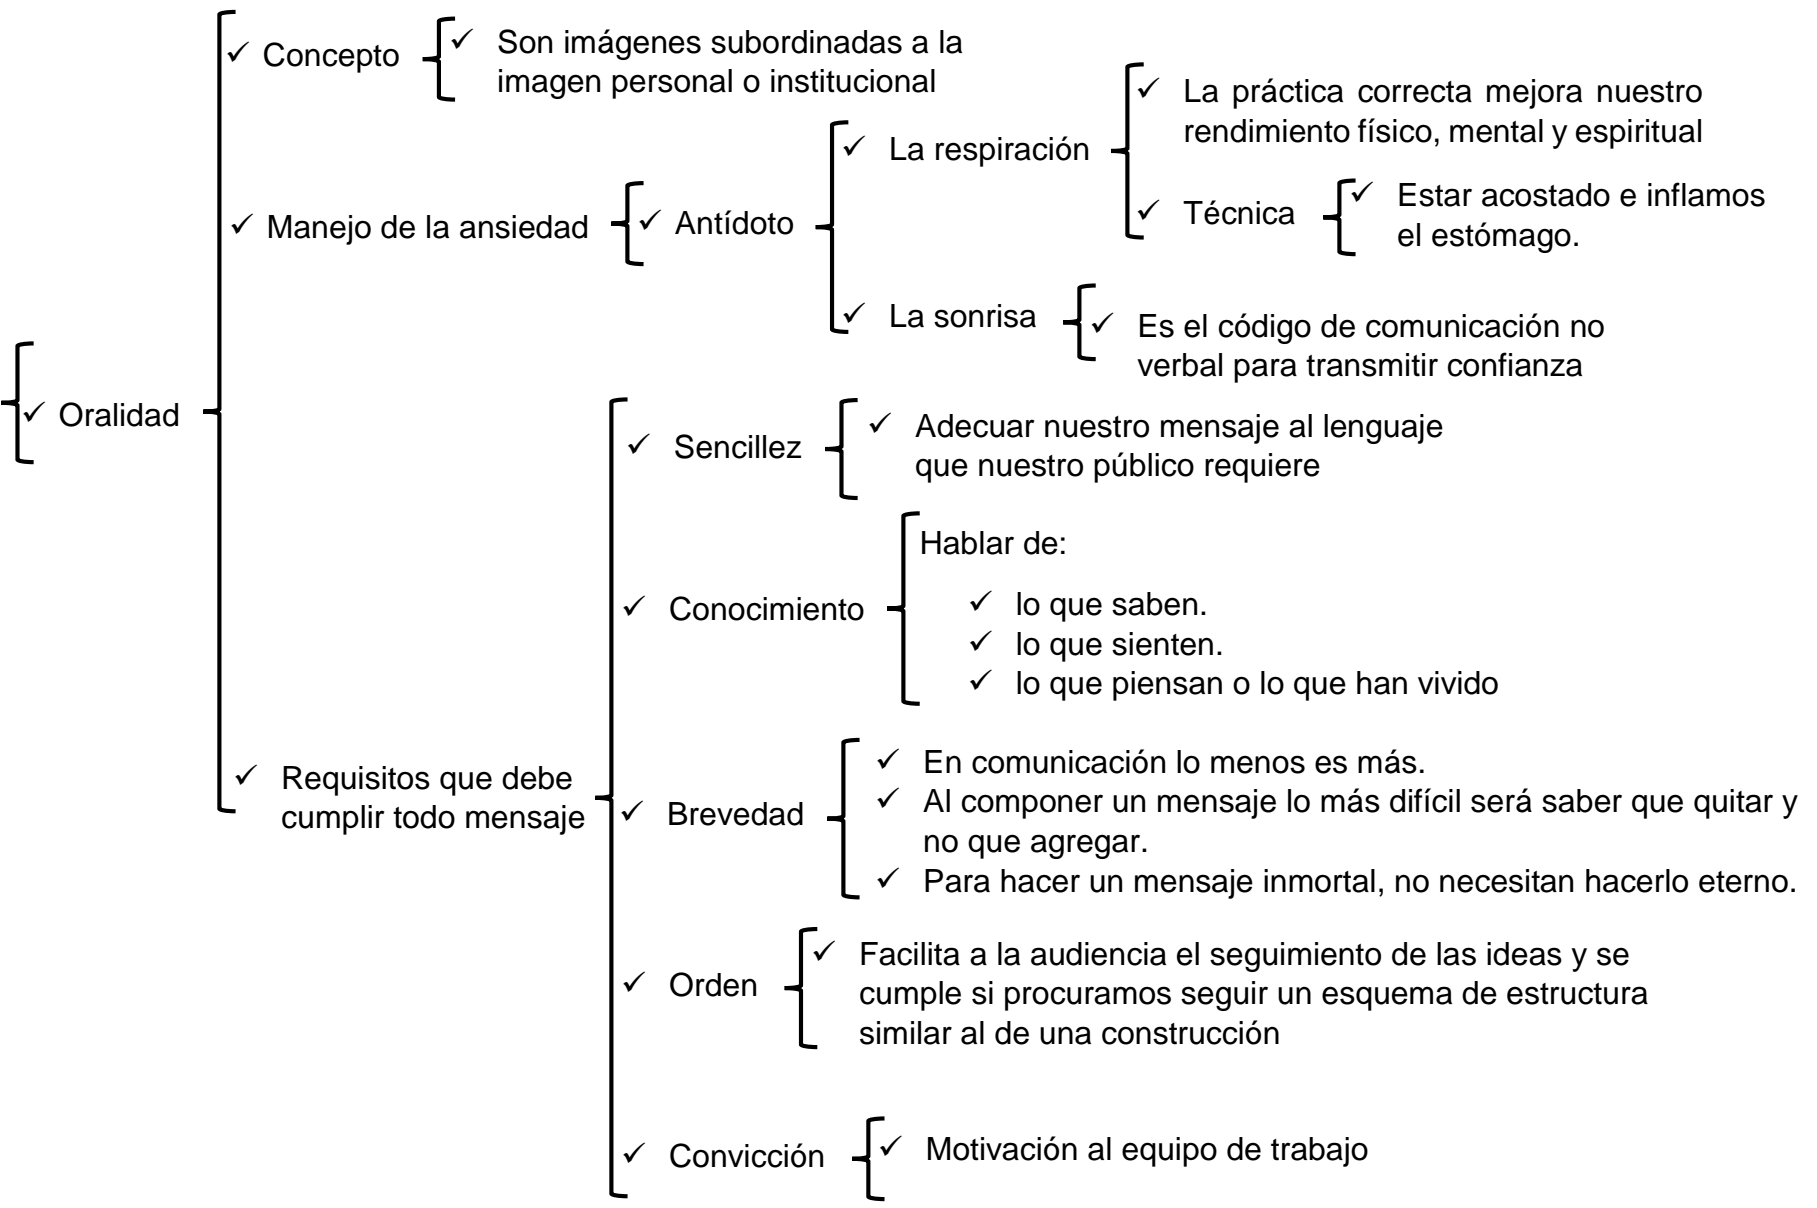 ✓ Concepto
✓ Son imágenes subordinadas a la
imagen personal o institucional
✓ La práctica correcta mejora nuestro
rendimiento físico, mental y espiritual
✓ La respiración
✓ Técnica
✓ Estar acostado e inflamos
el estómago.
✓ Manejo de la ansiedad
✓ Antídoto
✓ La sonrisa
✓ Es el código de comunicación no
verbal para transmitir confianza
✓ Oralidad
✓ Sencillez
✓ Adecuar nuestro mensaje al lenguaje
que nuestro público requiere
Hablar de:
✓ Conocimiento
✓ lo que saben.
✓ lo que sienten.
✓ lo que piensan o lo que han vivido
✓ Requisitos que debe
cumplir todo mensaje
✓ Brevedad
✓ En comunicación lo menos es más.
✓ Al componer un mensaje lo más difícil será saber que quitar y
no que agregar.
✓ Para hacer un mensaje inmortal, no necesitan hacerlo eterno.
✓ Orden
✓ Facilita a la audiencia el seguimiento de las ideas y se
cumple si procuramos seguir un esquema de estructura
similar al de una construcción
✓ Convicción
✓ Motivación al equipo de trabajo